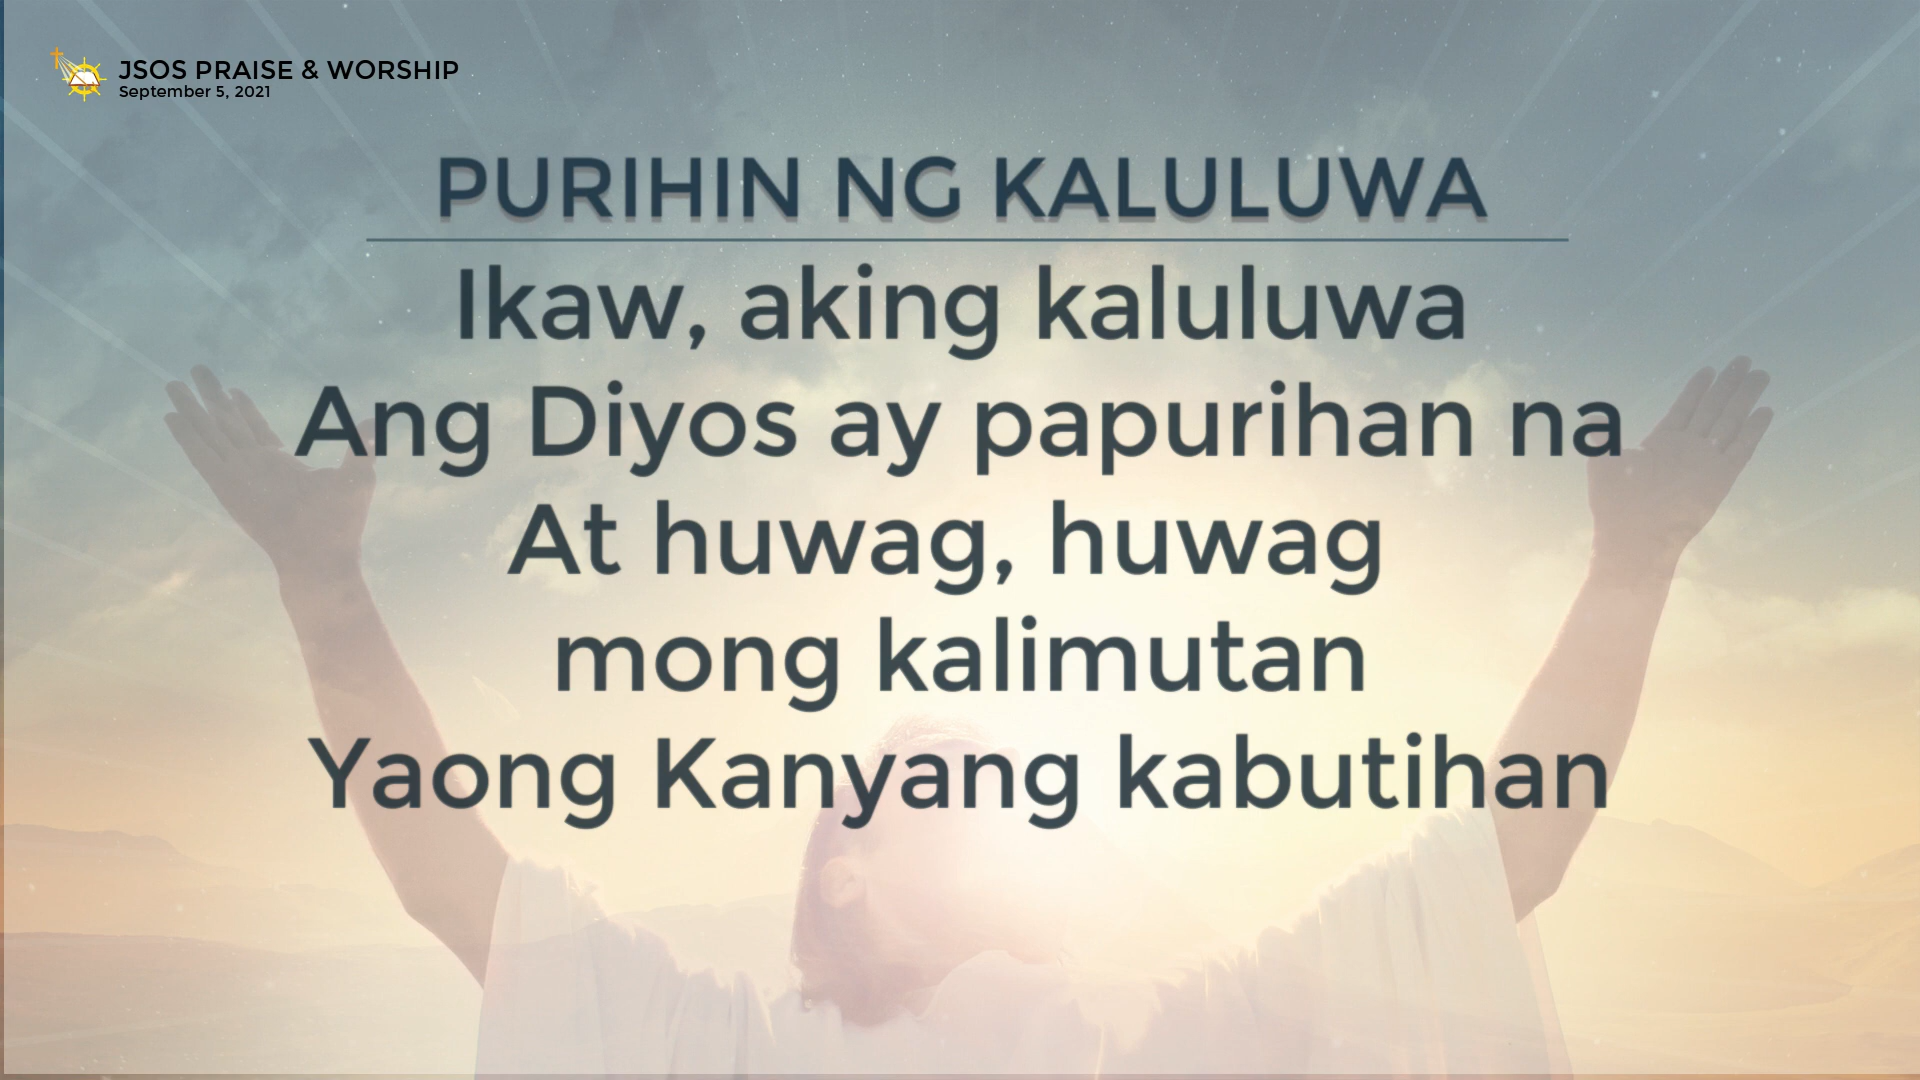 JSOS PRAISE & WORSHIP
September 5, 2021
PURIHIN NG KALULUWA
Ikaw, aking kaluluwa
Ang Diyos ay papurihan na
At huwag, huwag
mong kalimutan
Yaong Kanyang kabutihan